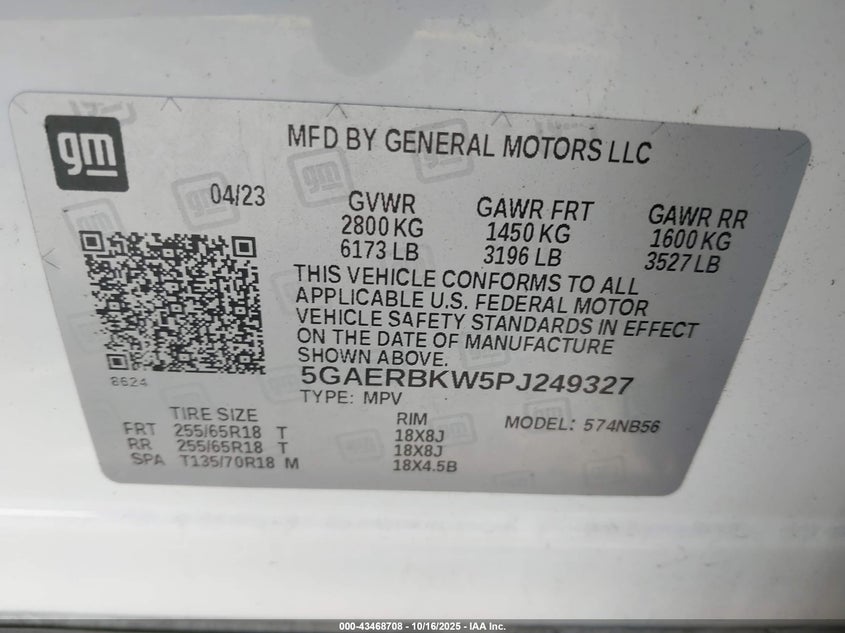 gm
MFD BY GENERAL MOTORS LLC
04/23
GVWR
2800 KG
6173 LB
GAWR FRT
1450 KG
3196 LB
GAWR RR
1600 KG
3527 LB
THIS VEHICLE CONFORMS TO ALL
APPLICABLE U.S. FEDERAL MOTOR
VEHICLE SAFETY STANDARDS IN EFFECT
ON THE DATE OF MANUFACTURE
SHOWN ABOVE.
8624
5GAERBKW5PJ249327
TYPE: MPV
TIRE SIZE RIM MODEL: 574NB56
FRT 255/65R18 T 18X8J
RR 255/65R18 T 18X8J
SPA T135/70R18 M 18X4.5B
000-43468708 - 10/16/2025 - IAA Inc.